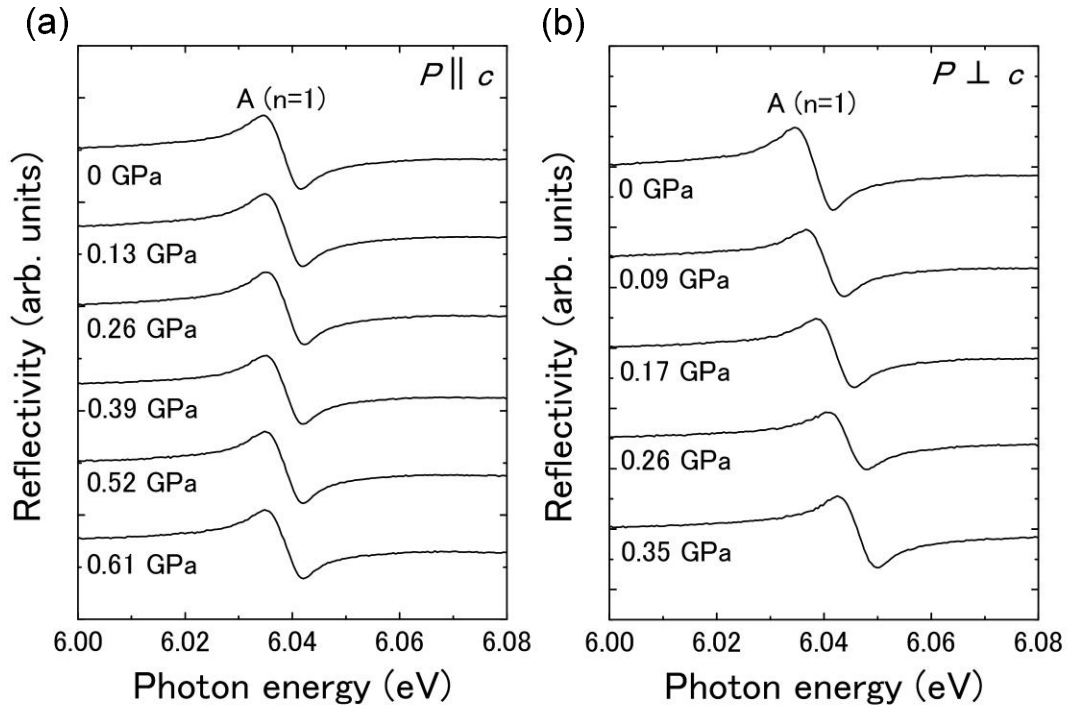 (a)
P ∥ c
A (n=1)
0 GPa
0.13 GPa
0.26 GPa
0.39 GPa
0.52 GPa
0.61 GPa
6.00 6.02 6.04 6.06 6.08
Photon energy (eV)
Reflectivity (arb. units)
(b)
P ⊥ c
A (n=1)
0 GPa
0.09 GPa
0.17 GPa
0.26 GPa
0.35 GPa
6.00 6.02 6.04 6.06 6.08
Photon energy (eV)
Reflectivity (arb. units)